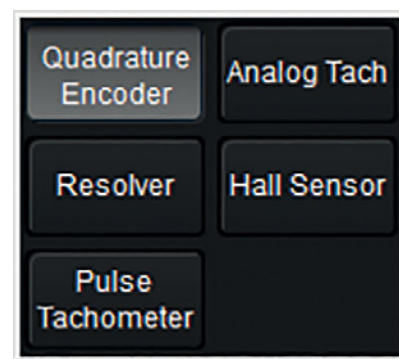 Quadrature
Encoder
Analog Tach
Resolver
Hall Sensor
Pulse
Tachometer